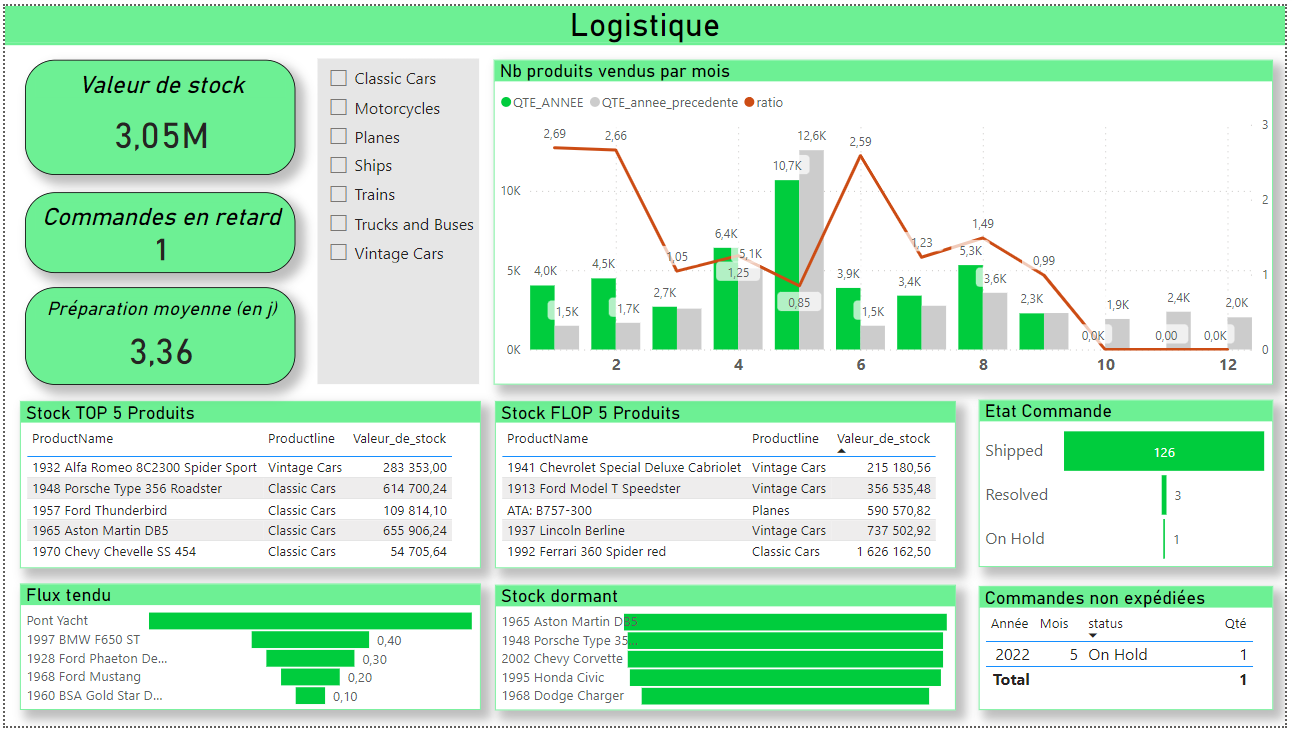 Logistique
Valeur de stock
3,05M
Commandes en retard
1
Préparation moyenne (en j)
3,36
Classic Cars
Motorcycles
Planes
Ships
Trains
Trucks and Buses
Vintage Cars
Nb produits vendus par mois
QTE_ANNEE QTE_annee_precedente ratio
2,69 2,66 1,05 1,25 0,85 2,59 1,23 1,49 0,99 0,00
4,0K 4,5K 2,7K 6,4K 10,7K 3,9K 3,4K 5,3K 2,3K 0,0K 0,0K
1,5K 1,7K 5,1K 12,6K 1,5K 3,6K 1,9K 2,4K 2,0K
10K
5K
0K
3
2
1
0
2 4 6 8 10 12
Stock TOP 5 Produits
ProductName Productline Valeur_de_stock
1932 Alfa Romeo 8C2300 Spider Sport Vintage Cars 283 353,00
1948 Porsche Type 356 Roadster Classic Cars 614 700,24
1957 Ford Thunderbird Classic Cars 109 814,10
1965 Aston Martin DB5 Classic Cars 655 906,24
1970 Chevy Chevelle SS 454 Classic Cars 54 705,64
Stock FLOP 5 Produits
ProductName Productline Valeur_de_stock
1941 Chevrolet Special Deluxe Cabriolet Vintage Cars 215 180,56
1913 Ford Model T Speedster Vintage Cars 356 535,48
ATA: B757-300 Planes 590 570,82
1937 Lincoln Berline Vintage Cars 737 502,92
1992 Ferrari 360 Spider red Classic Cars 1 626 162,50
Etat Commande
Shipped 126
Resolved 3
On Hold 1
Flux tendu
Pont Yacht
1997 BMW F650 ST 0,40
1928 Ford Phaeton De... 0,30
1968 Ford Mustang 0,20
1960 BSA Gold Star D... 0,10
Stock dormant
1965 Aston Martin DB5
1948 Porsche Type 35...
2002 Chevy Corvette
1995 Honda Civic
1968 Dodge Charger
Commandes non expédiées
Année Mois status Qté
2022 5 On Hold 1
Total 1